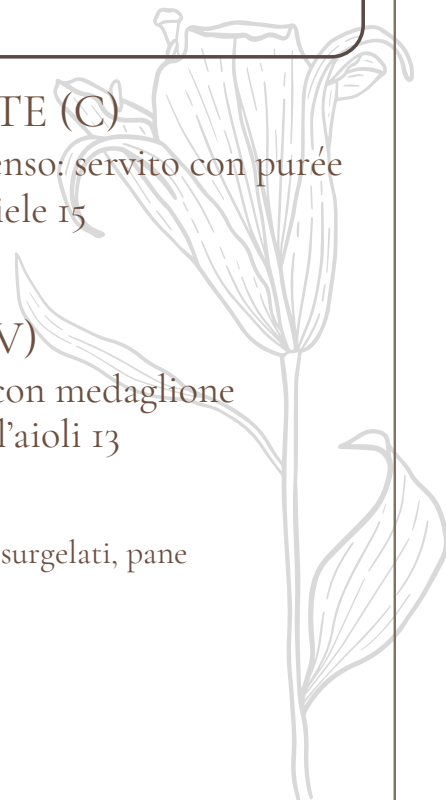 TE (C)
enso: servito con purée
iele 15
V)
con medaglione
l'aioli 13
surgelati, pane